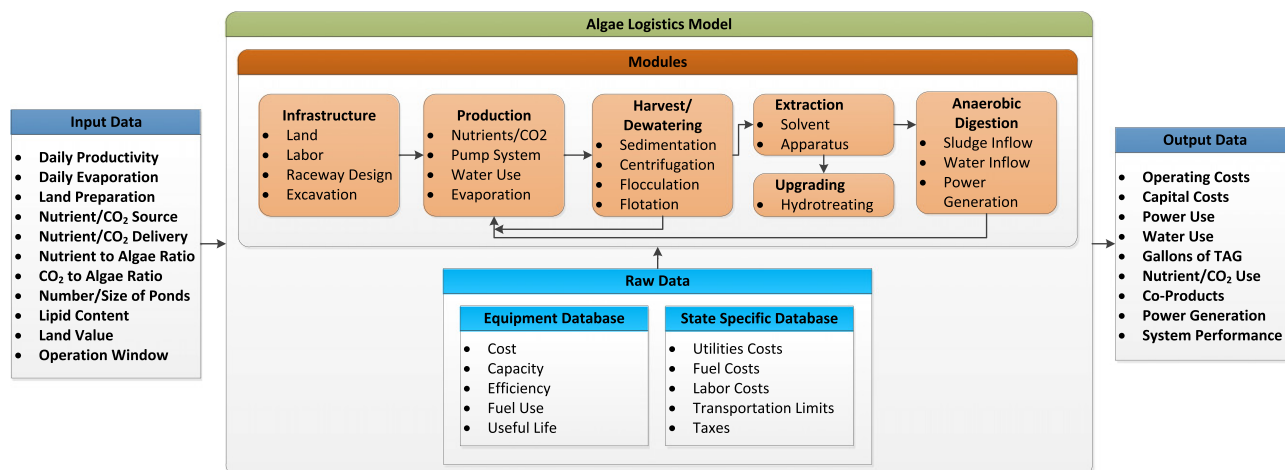 Algae Logistics Model
Modules
Input Data
• Daily Productivity
• Daily Evaporation
• Land Preparation
• Nutrient/CO₂ Source
• Nutrient/CO₂ Delivery
• Nutrient to Algae Ratio
• CO₂ to Algae Ratio
• Number/Size of Ponds
• Lipid Content
• Land Value
• Operation Window
Infrastructure
• Land
• Labor
• Raceway Design
• Excavation
Production
• Nutrients/CO2
• Pump System
• Water Use
• Evaporation
Harvest/
Dewatering
• Sedimentation
• Centrifugation
• Flocculation
• Flotation
Extraction
• Solvent
• Apparatus
Upgrading
• Hydrotreating
Anaerobic
Digestion
• Sludge Inflow
• Water Inflow
• Power
Generation
Raw Data
Equipment Database
• Cost
• Capacity
• Efficiency
• Fuel Use
• Useful Life
State Specific Database
• Utilities Costs
• Fuel Costs
• Labor Costs
• Transportation Limits
• Taxes
Output Data
• Operating Costs
• Capital Costs
• Power Use
• Water Use
• Gallons of TAG
• Nutrient/CO₂ Use
• Co-Products
• Power Generation
• System Performance